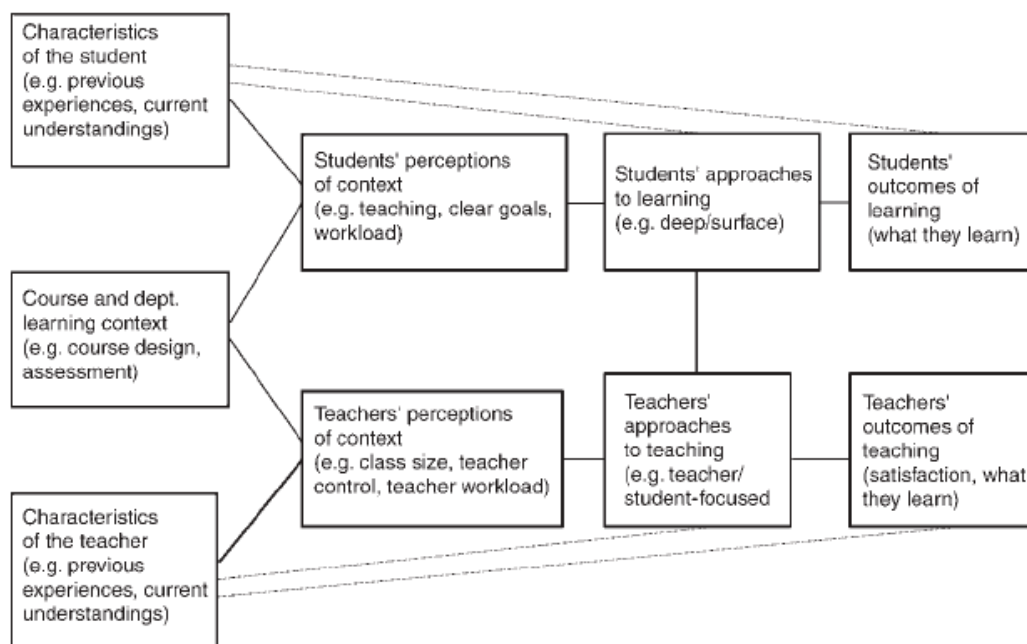 Characteristics
of the student
(e.g. previous
experiences, current
understandings)
Students' perceptions
of context
(e.g. teaching, clear goals,
workload)
Students' approaches
to learning
(e.g. deep/surface)
Students'
outcomes of
learning
(what they learn)
Course and dept.
learning context
(e.g. course design,
assessment)
Teachers' perceptions
of context
(e.g. class size, teacher
control, teacher workload)
Teachers'
approaches
to teaching
(e.g. teacher/
student-focused
Teachers'
outcomes of
teaching
(satisfaction, what
they learn)
Characteristics
of the teacher
(e.g. previous
experiences, current
understandings)